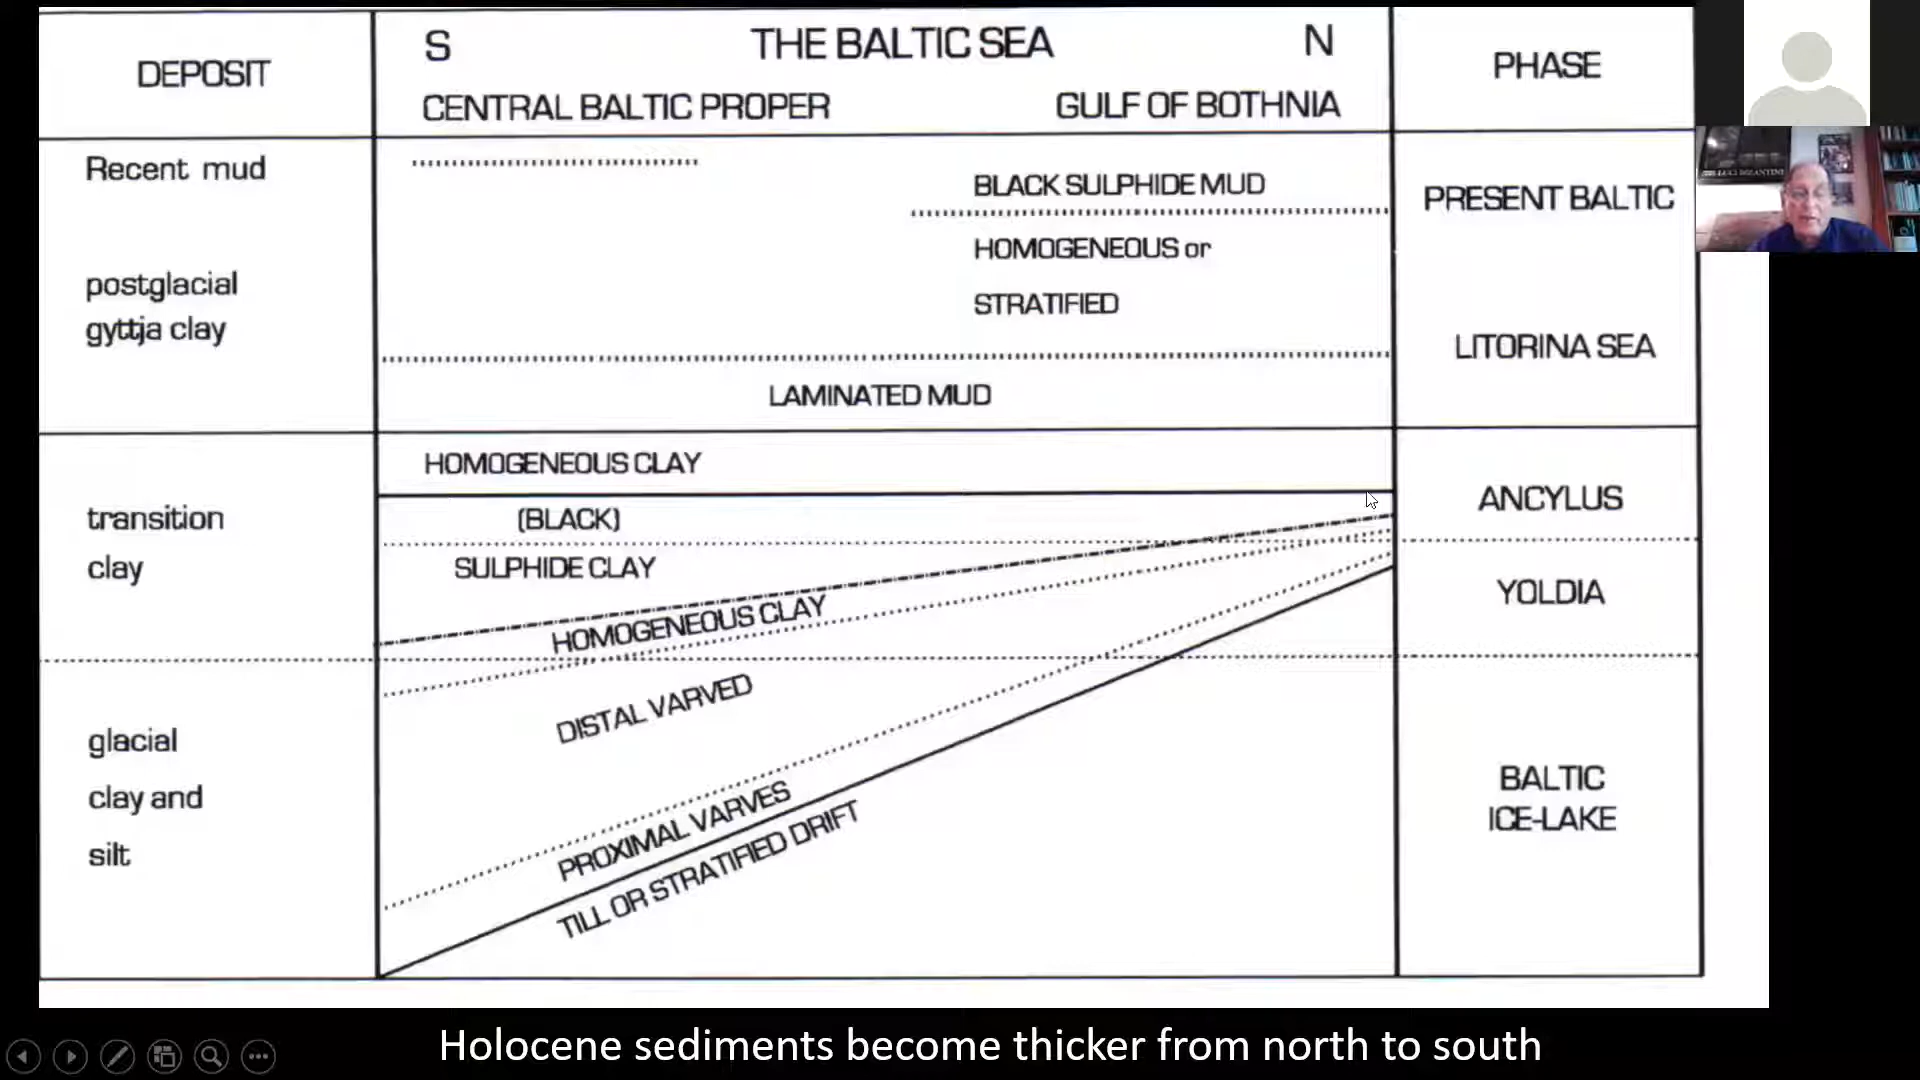 DEPOSIT
S
THE BALTIC SEA
N
CENTRAL BALTIC PROPER
GULF OF BOTHNIA
PHASE
Recent mud
BLACK SULPHIDE MUD
PRESENT BALTIC
HOMOGENEOUS or
STRATIFIED
postglacial
gyttja clay
LITORINA SEA
LAMINATED MUD
HOMOGENEOUS CLAY
transition
clay
(BLACK)
SULPHIDE CLAY
ANCYLUS
HOMOGENEOUS CLAY
YOLDIA
DISTAL VARVED
glacial
clay and
silt
PROXIMAL VARVES
TILL OR STRATIFIED DRIFT
BALTIC
ICE-LAKE
LUCI BIZANTINE
Holocene sediments become thicker from north to south